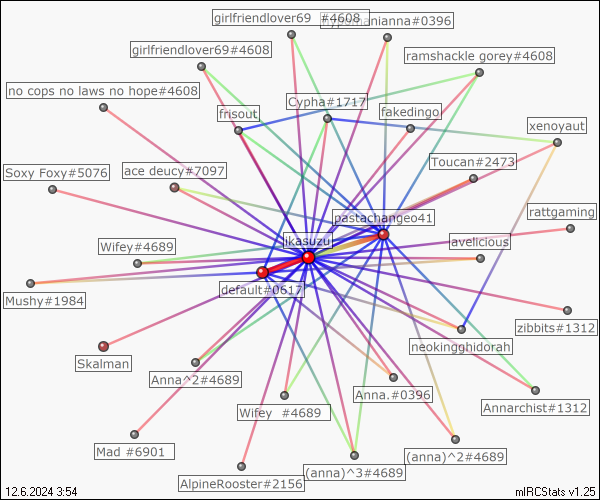 girlfriendlover69 #4608
hypomanianna#0396
girlfriendlover69#4608
ramshackle gorey#4608
no cops no laws no hope#4608
Cypha#1717
frisout
fakedingo
xenoyaut
Toucan#2473
ace deucy#7097
Soxy Foxy#5076
pastachangeo41
rattgaming
jkasuzu
avelicious
Wifey#4689
default#0617
Mushy#1984
zibbits#1312
neokingghidorah
Skalman
Anna^2#4689
Anna.#0396
Annarchist#1312
Wifey #4689
Mad #6901
(anna)^2#4689
(anna)^3#4689
AlpineRooster#2156
12.6.2024 3:54
mIRCStats v1.25